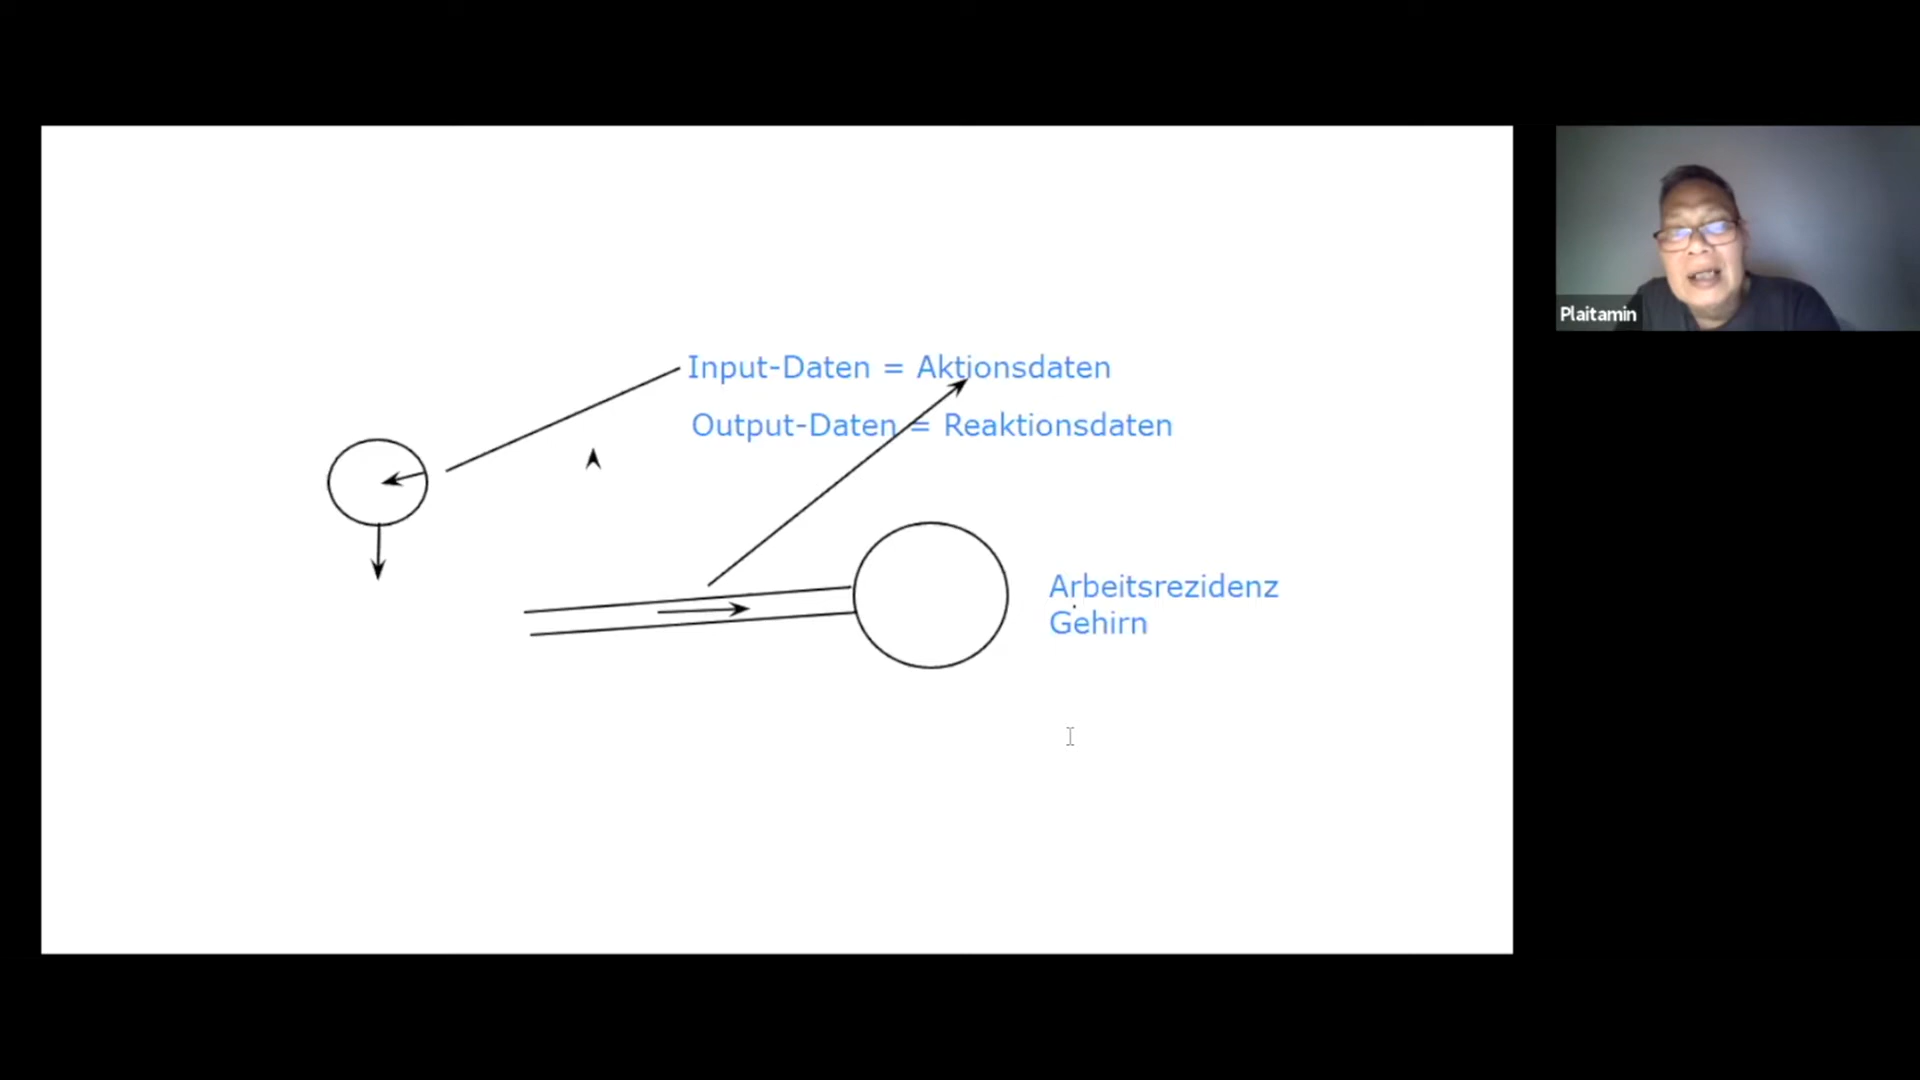 Input-Daten = Aktionsdaten
Output-Daten = Reaktionsdaten
Arbeitsrezidenz
Gehirn
Plaitamin